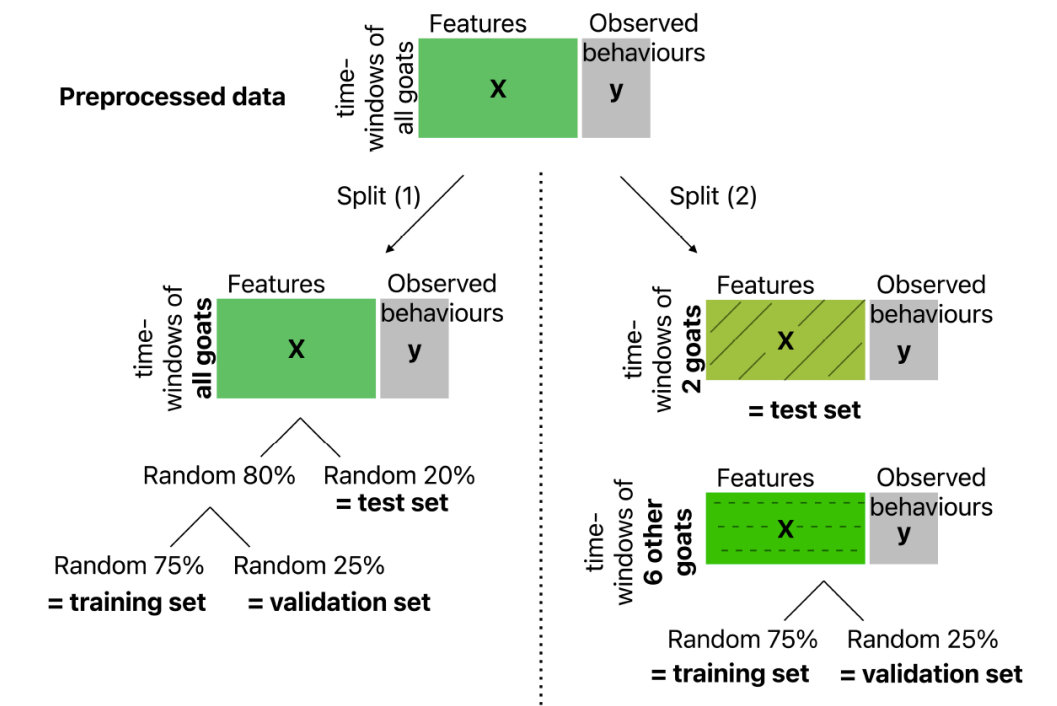 Preprocessed data
time-
windows of
all goats
Features
Observed
behaviours
X
y
Split (1)
Split (2)
time-
windows of
all goats
Features
Observed
behaviours
X
y
Random 80%
Random 20%
= test set
Random 75%
= training set
Random 25%
= validation set
time-
windows of
2 goats
Features
Observed
behaviours
X
y
= test set
time-
windows of
6 other
goats
Features
Observed
behaviours
X
y
Random 75%
= training set
Random 25%
= validation set